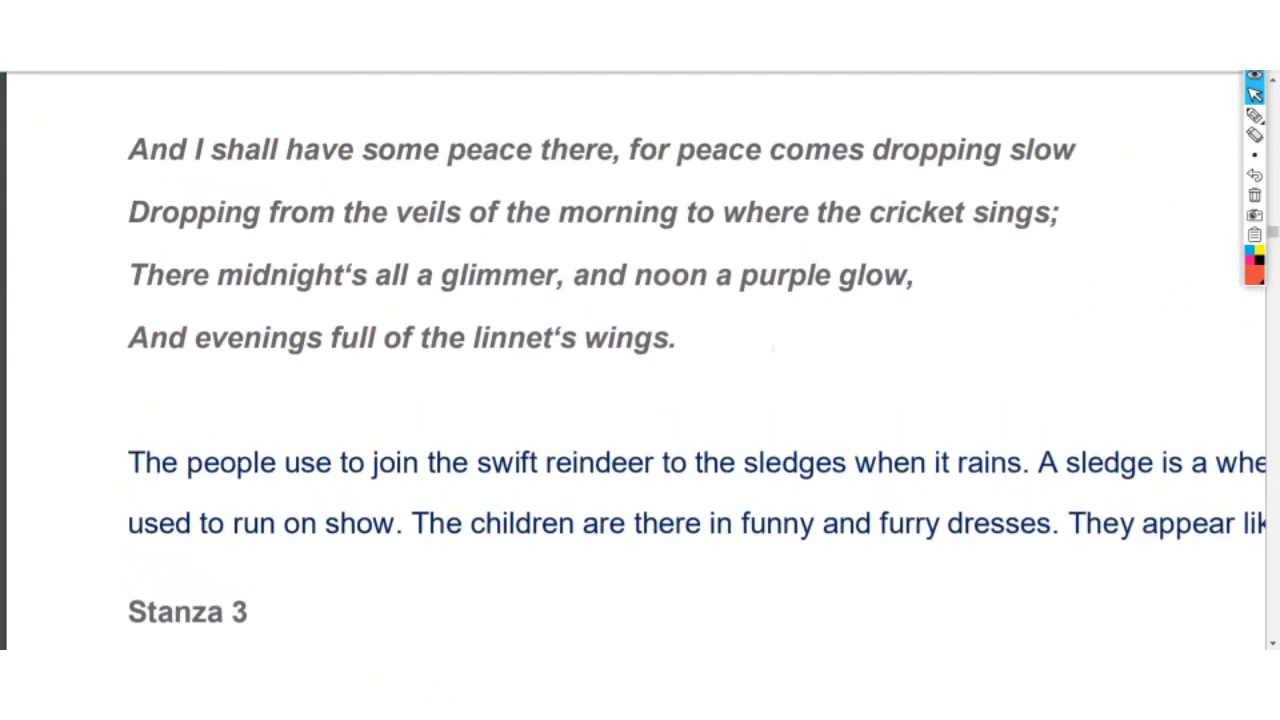 And I shall have some peace there, for peace comes dropping slow
Dropping from the veils of the morning to where the cricket sings;
There midnight‘s all a glimmer, and noon a purple glow,
And evenings full of the linnet‘s wings.
The people use to join the swift reindeer to the sledges when it rains. A sledge is a
used to run on show. The children are there in funny and furry dresses. They appear
Stanza 3